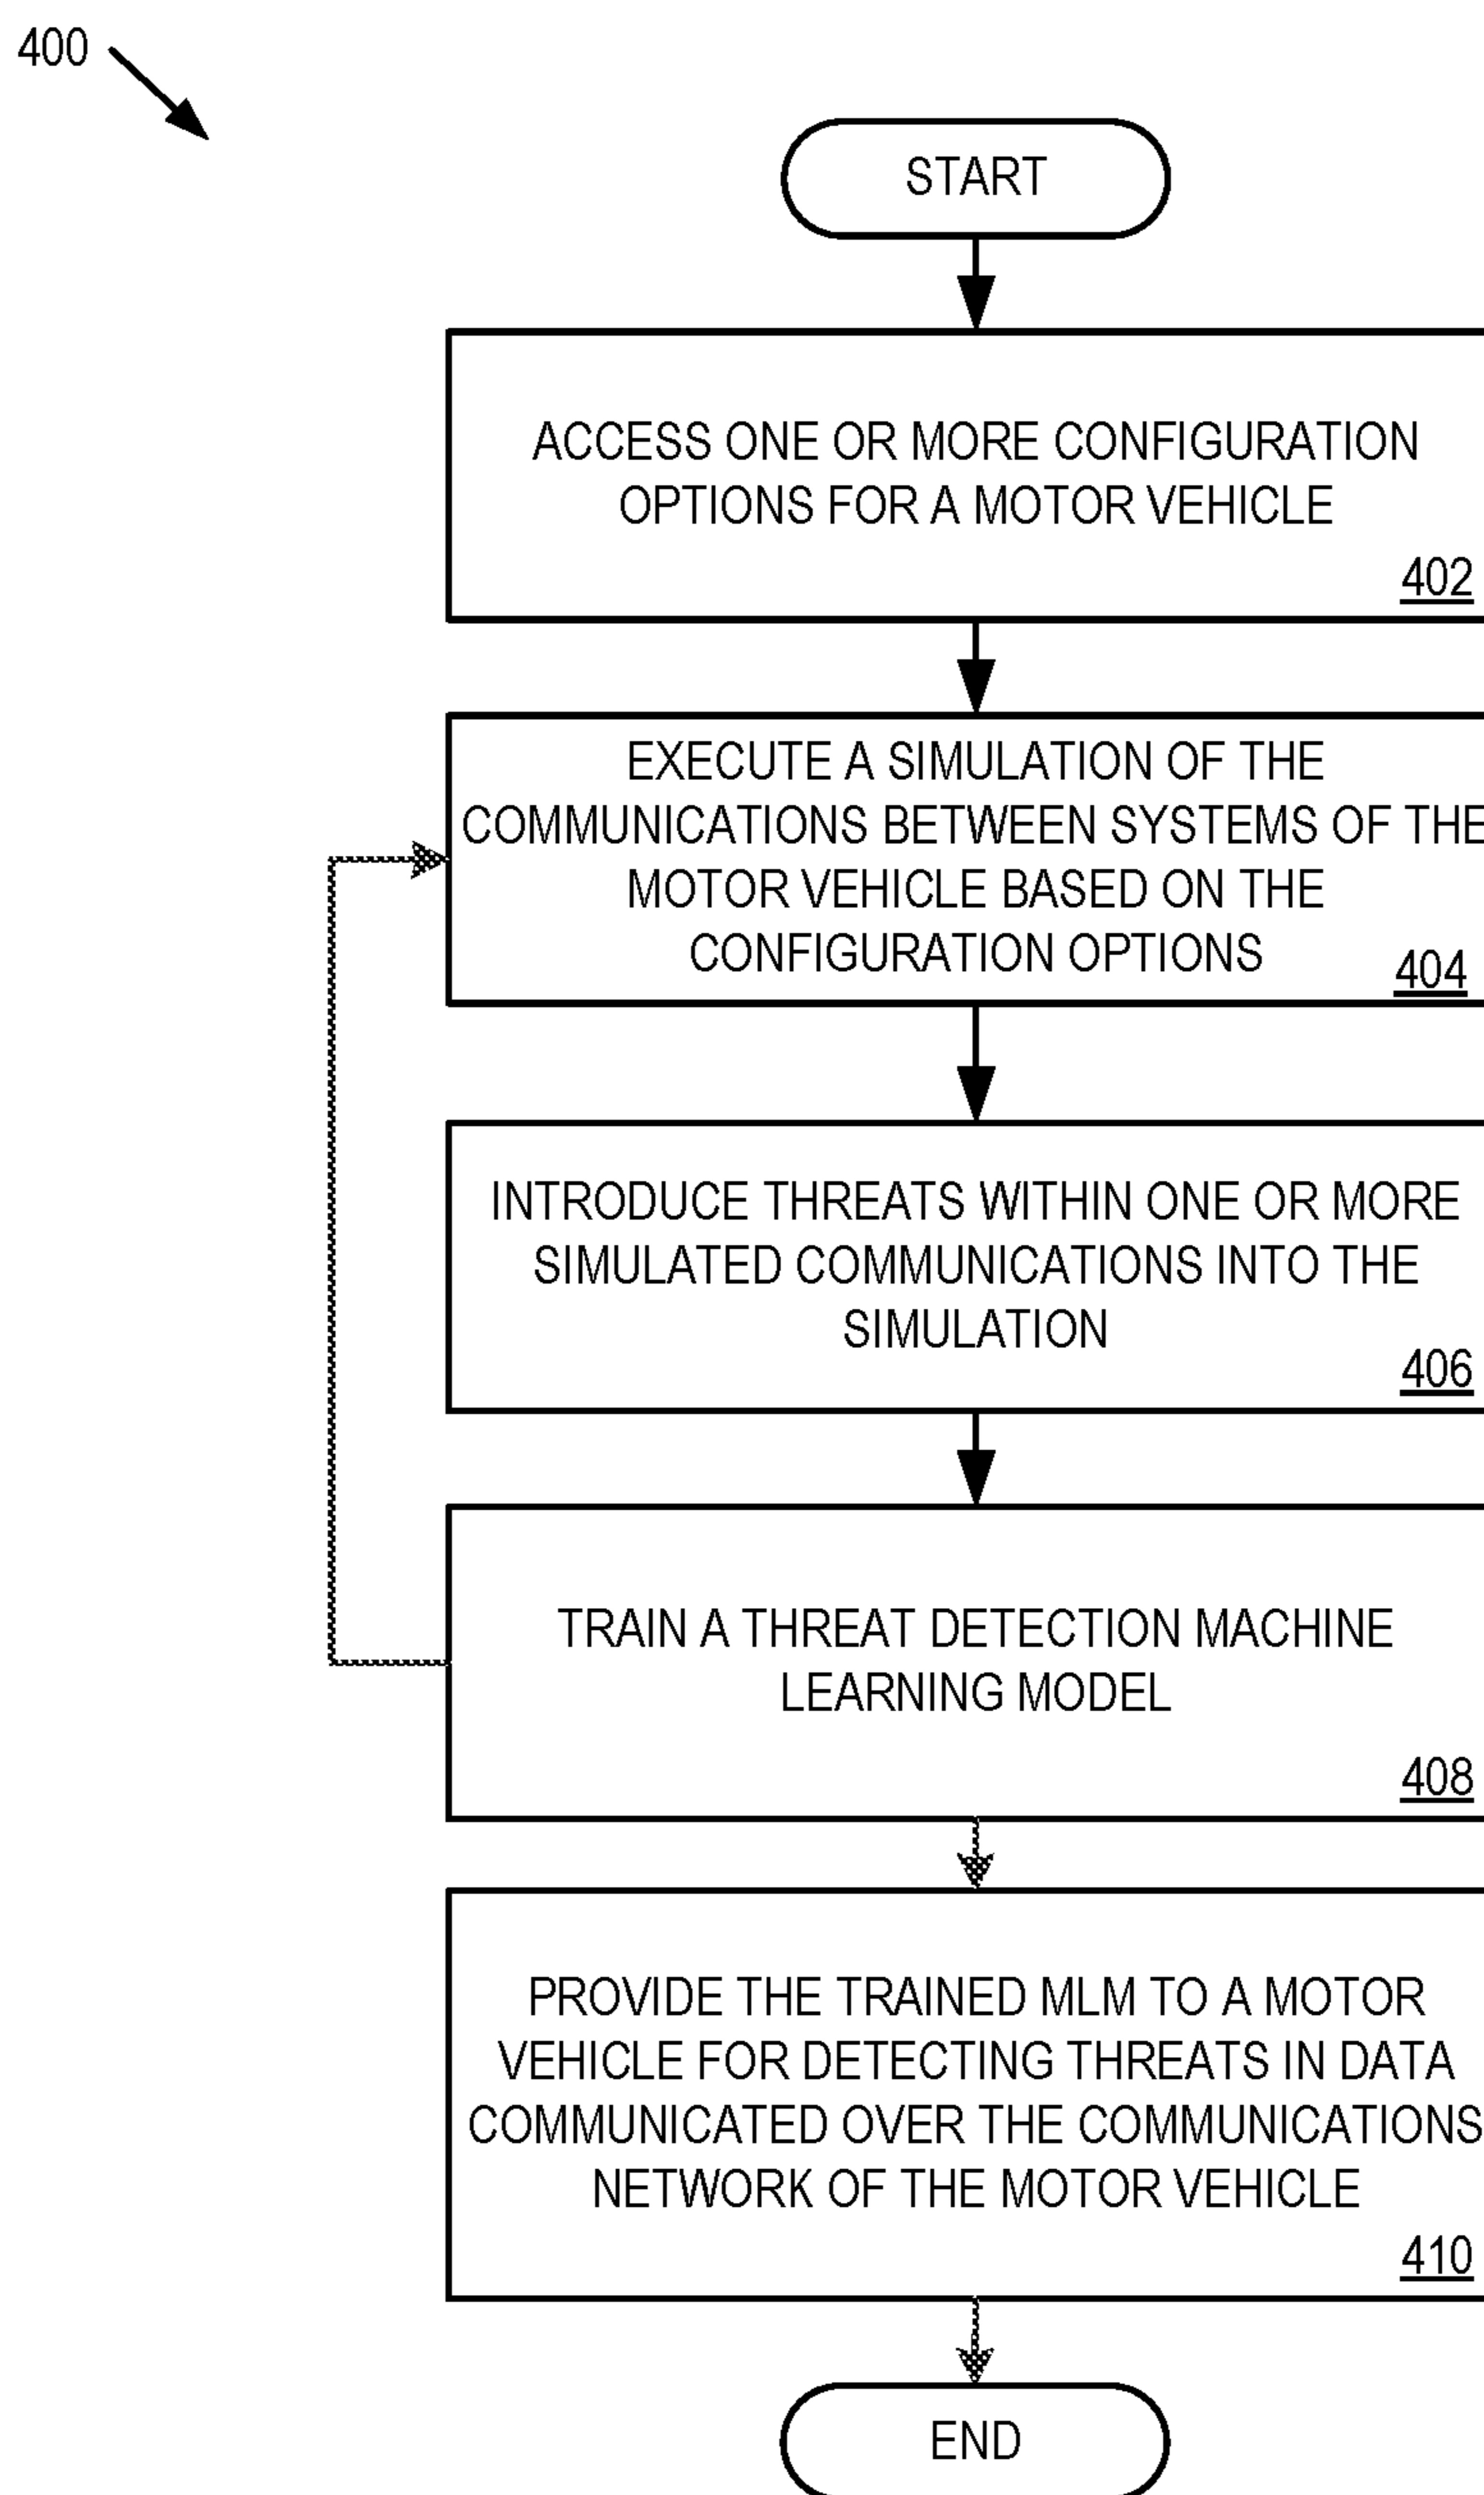 400
START
ACCESS ONE OR MORE CONFIGURATION
OPTIONS FOR A MOTOR VEHICLE
402
EXECUTE A SIMULATION OF THE
COMMUNICATIONS BETWEEN SYSTEMS OF THE
MOTOR VEHICLE BASED ON THE
CONFIGURATION OPTIONS
404
INTRODUCE THREATS WITHIN ONE OR MORE
SIMULATED COMMUNICATIONS INTO THE
SIMULATION
406
TRAIN A THREAT DETECTION MACHINE
LEARNING MODEL
408
PROVIDE THE TRAINED MLM TO A MOTOR
VEHICLE FOR DETECTING THREATS IN DATA
COMMUNICATED OVER THE COMMUNICATIONS
NETWORK OF THE MOTOR VEHICLE
410
END